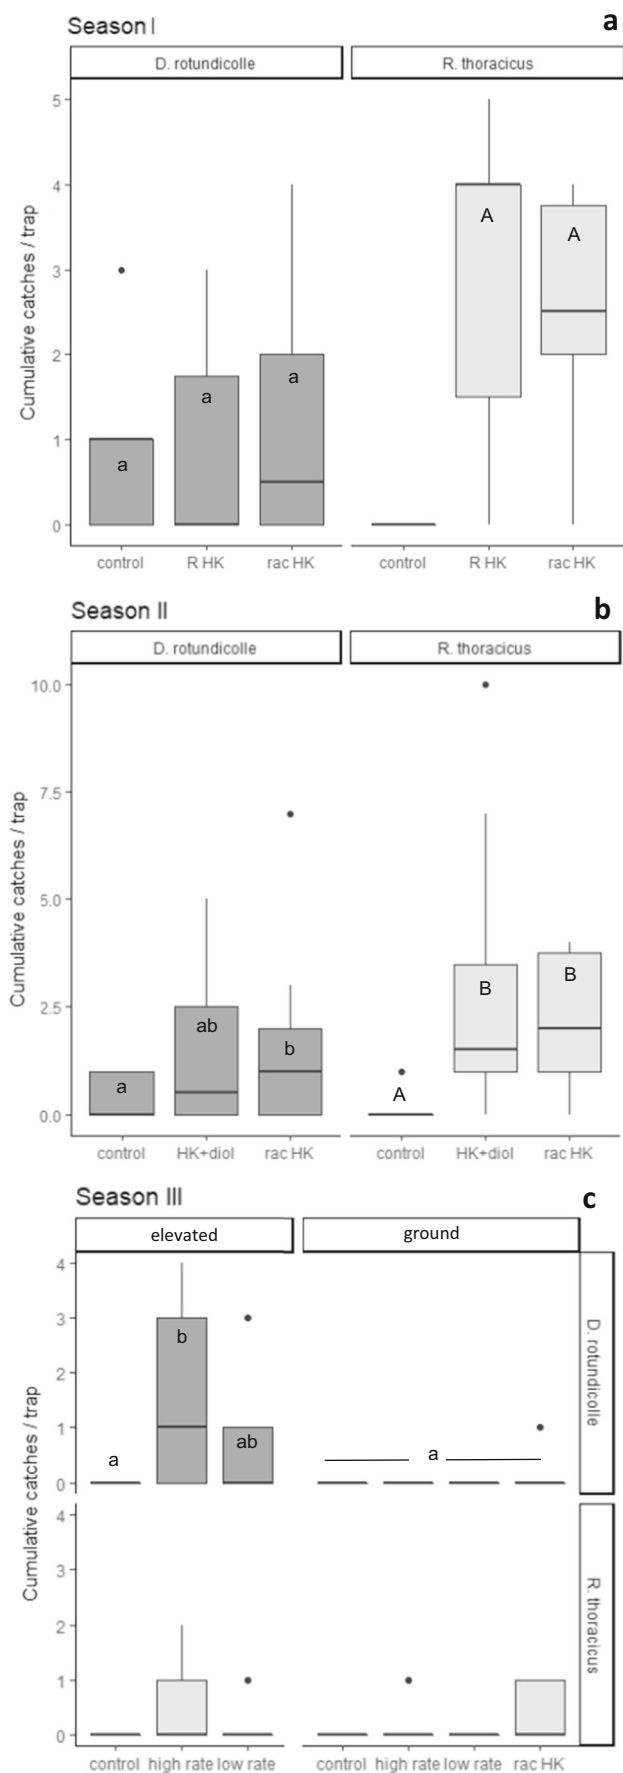 Season I
a
D. rotundicolle R. thoracicus
Cumulative catches / trap
5
4
3
2
1
0
a a a A A
control R HK rac HK control R HK rac HK
Season II
b
D. rotundicolle R. thoracicus
Cumulative catches / trap
10.0
7.5
5.0
2.5
0.0
a ab b A B B
control HK+diol rac HK control HK+diol rac HK
Season III
c
elevated ground
Cumulative catches / trap
4
3
2
1
0
a b ab a
D. rotundicolle
Cumulative catches / trap
4
3
2
1
0
R. thoracicus
control high rate low rate control high rate low rate rac HK